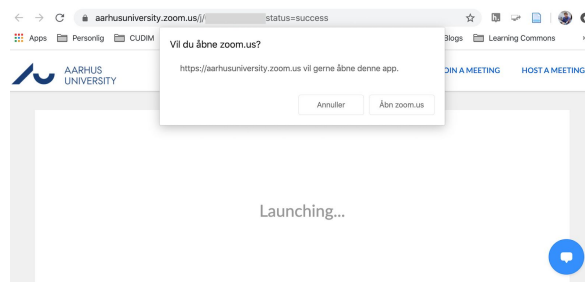 aarhusuniversity.zoom.us/j/ status=success
Apps Personlig CUDIM Blogs Learning Commons
Vil du åbne zoom.us?
https://aarhusuniversity.zoom.us vil gerne åbne denne app.
Annuller Åbn zoom.us
AARHUS
UNIVERSITY
OIN A MEETING HOST A MEETING
Launching...